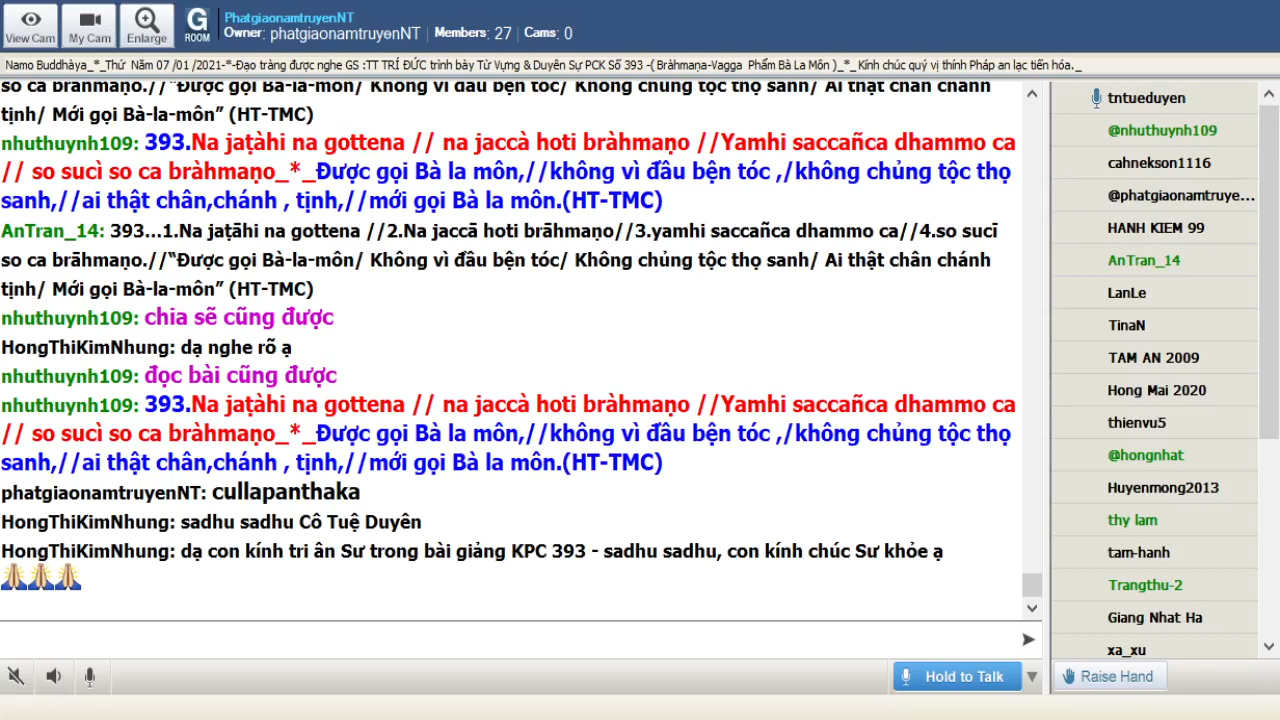 View Cam
My Cam
Enlarge
G
ROOM
PhatgiaonamtruyenNT
Owner: phatgiaonamtruyenNT | Members: 27 | Cams: 0
Namo Buddhàya_*_Thứ Năm 07 /01 /2021-*-Đạo tràng được nghe GS :TT TRÍ ĐỨC trình bày Từ Vựng & Duyên Sự PCK Số 393 -( Bràhmaṇa-Vagga Phẩm Bà La Môn )_*_ Kính chúc quý vị thính Pháp an lạc tiến hóa._
so ca brāhmaṇo.//“Được gọi Bà-la-môn/ Không vì đầu bện tóc/ Không chủng tộc thọ sanh/ Ai thật chân chánh
tịnh/ Mới gọi Bà-la-môn” (HT-TMC)
nhuthuynh109: 393.Na jaṭàhi na gottena // na jaccà hoti bràhmaṇo //Yamhi saccañca dhammo ca
// so sucì so ca bràhmaṇo_*_Được gọi Bà la môn,//không vì đầu bện tóc ,/không chủng tộc thọ
sanh,//ai thật chân,chánh , tịnh,//mới gọi Bà la môn.(HT-TMC)
AnTran_14: 393...1.Na jaṭāhi na gottena //2.Na jaccā hoti brāhmaṇo//3.yamhi saccañca dhammo ca//4.so sucī
so ca brāhmaṇo.//“Được gọi Bà-la-môn/ Không vì đầu bện tóc/ Không chủng tộc thọ sanh/ Ai thật chân chánh
tịnh/ Mới gọi Bà-la-môn” (HT-TMC)
nhuthuynh109: chia sẽ cũng được
HongThiKimNhung: dạ nghe rõ ạ
nhuthuynh109: đọc bài cũng được
nhuthuynh109: 393.Na jaṭàhi na gottena // na jaccà hoti bràhmaṇo //Yamhi saccañca dhammo ca
// so sucì so ca bràhmaṇo_*_Được gọi Bà la môn,//không vì đầu bện tóc ,/không chủng tộc thọ
sanh,//ai thật chân,chánh , tịnh,//mới gọi Bà la môn.(HT-TMC)
phatgiaonamtruyenNT: cullapanthaka
HongThiKimNhung: sadhu sadhu Cô Tuệ Duyên
HongThiKimNhung: dạ con kính tri ân Sư trong bài giảng KPC 393 - sadhu sadhu, con kính chúc Sư khỏe ạ
tntueduyen
@nhuthuynh109
cahnekson1116
@phatgiaonamtruye...
HANH KIEM 99
AnTran_14
LanLe
TinaN
TAM AN 2009
Hong Mai 2020
thienvu5
@hongnhat
Huyenmong2013
thy lam
tam-hanh
Trangthu-2
Giang Nhat Ha
xa_xu
Hold to Talk
Raise Hand